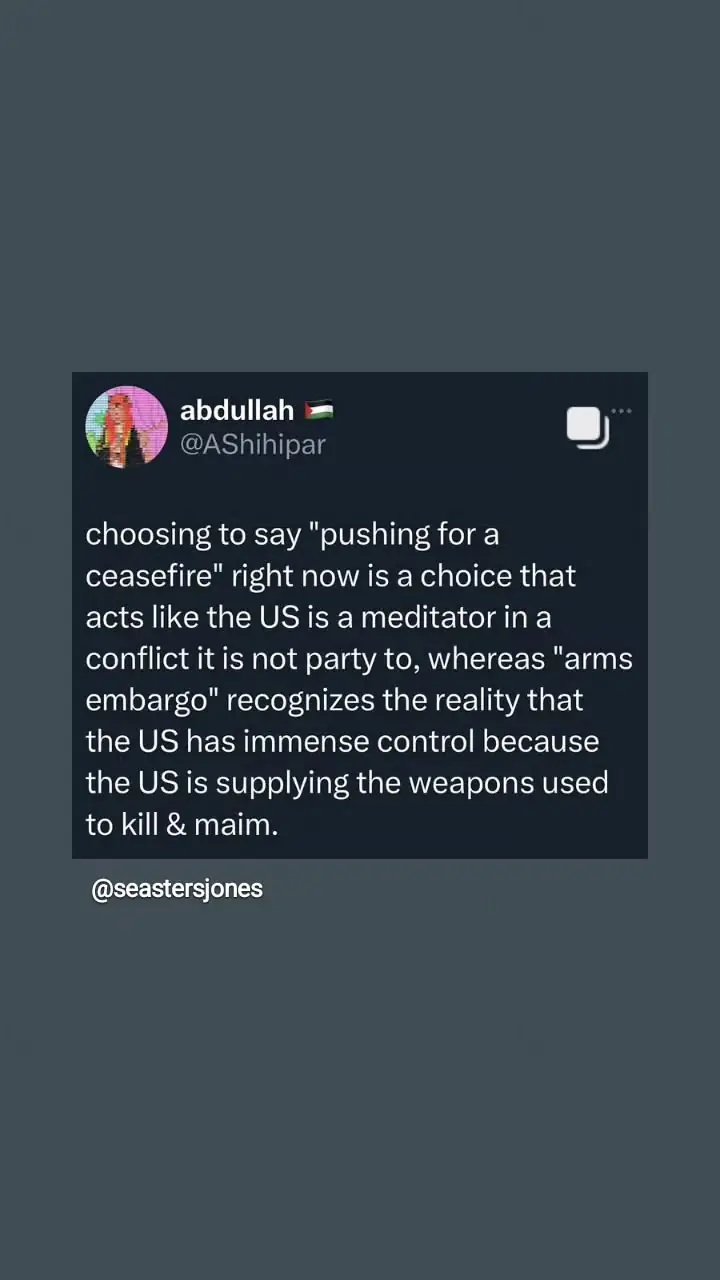 abdullah 🇵🇸
@AShihipar
choosing to say "pushing for a
ceasefire" right now is a choice that
acts like the US is a meditator in a
conflict it is not party to, whereas "arms
embargo" recognizes the reality that
the US has immense control because
the US is supplying the weapons used
to kill & maim.
@seastersjones